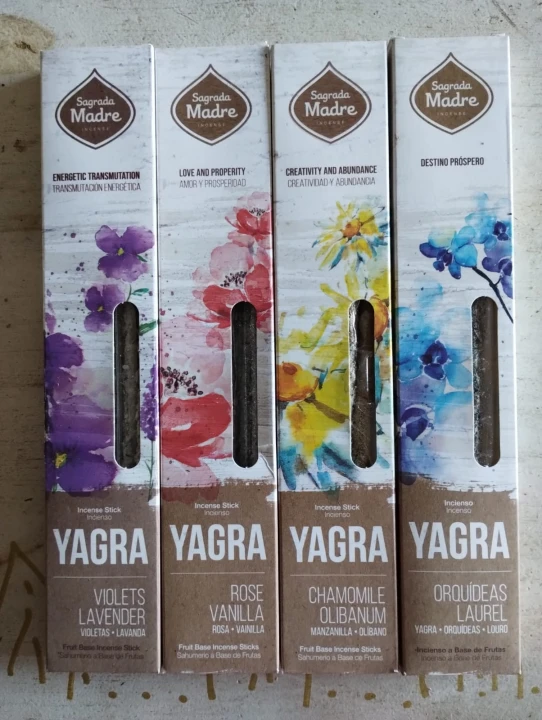 Sagrada
Madre
INCENSE
ENERGETIC TRANSMUTATION
TRANSMUTACIÓN ENERGÉTICA
Incense Stick
Incienso
YAGRA
VIOLETS
LAVENDER
VIOLETAS • LAVANDA
Fruit Base Incense Sticks
Sahumerio a Base de Frutas
Sagrada
Madre
INCENSE
LOVE AND PROPERITY
AMOR Y PROSPERIDAD
Incense Stick
Incienso
YAGRA
ROSE
VANILLA
ROSA • VAINILLA
Fruit Base Incense Sticks
Sahumerio a Base de Frutas
Sagrada
Madre
INCENSE
CREATIVITY AND ABUNDANCE
CREATIVIDAD Y ABUNDANCIA
Incense Stick
Incienso
YAGRA
CHAMOMILE
OLIBANUM
MANZANILLA • OLÍBANO
Fruit Base Incense Sticks
Sahumerio a Base de Frutas
Sagrada
Madre
INCENSE
DESTINO PRÓSPERO
Incienso
Incense
YAGRA
ORQUÍDEAS
LAUREL
YAGRA • ORQUÍDEAS • LOURO
Incienso a Base de Frutas
Incenso a Base de Frutas